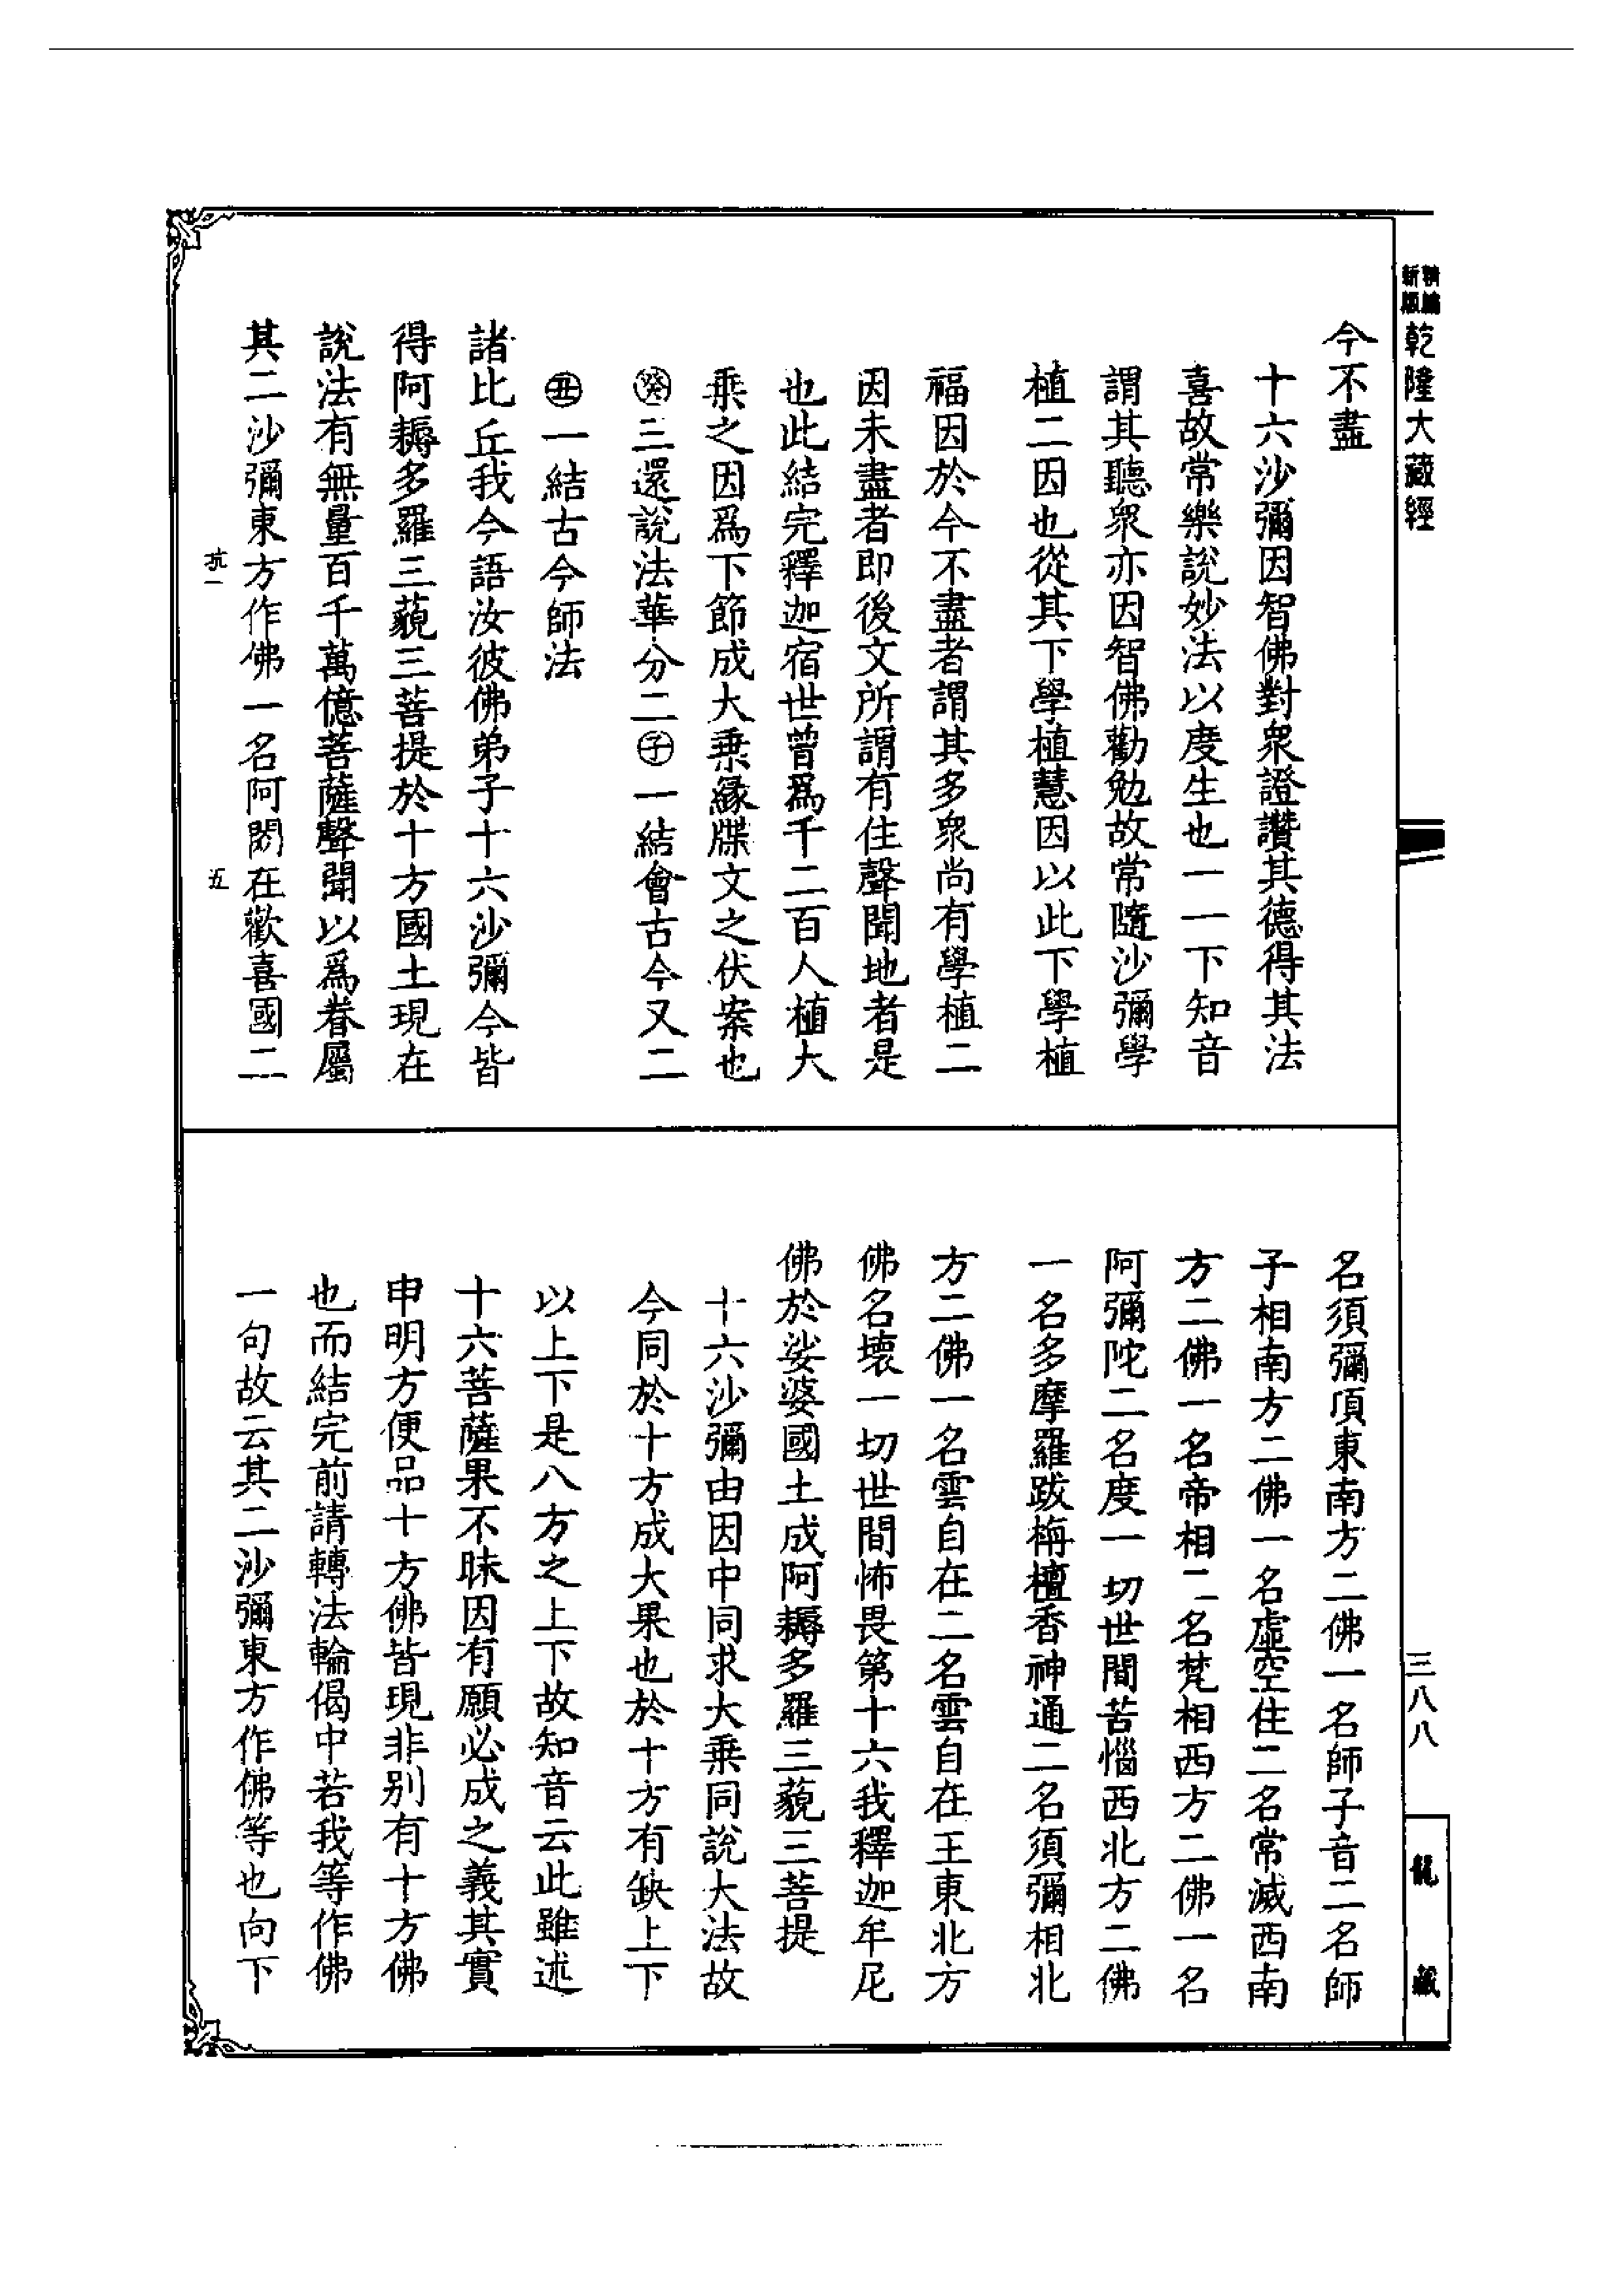 新編
新版
乾隆大藏經
今不盡
十六沙彌因智佛對衆證讚其德得其法
喜故常樂說妙法以度生也一一下知音
謂其聽衆亦因智佛勸勉故常隨沙彌學
植二因也從其下學植慧因以此下學植
福因於今不盡者謂其多衆尚有學植二
因未盡者即後文所謂有住聲聞地者是
也此結完釋迦宿世曾爲千二百人植大
乘之因爲下節成大乘緣牒文之伏案也
㊋三還說法華分二㊊一結會古今又二
一結古今師法
諸比丘我今語汝彼佛弟子十六沙彌今皆
得阿耨多羅三藐三菩提於十方國土現在
說法有無量百千萬億菩薩聲聞以爲眷屬
其二沙彌東方作佛一名阿閦在歡喜國二
五
名須彌頂東南方二佛一名師子音二名師
子相南方二佛一名虛空住二名常滅西南
方二佛一名帝相二名梵相西方二佛一名
阿彌陀二名度一切世間苦惱西北方二佛
一名多摩羅跋栴檀香神通二名須彌相北
方二佛一名雲自在二名雲自在王東北方
佛名壞一切世間怖畏第十六我釋迦牟尼
佛於娑婆國土成阿耨多羅三藐三菩提
十六沙彌由因中同求大乘同說大法故
今同於十方成大果也於十方有缺上下
以上下是八方之上下故知音云此雖述
十六菩薩果不昧因有願必成之義其實
申明方便品十方佛皆現非別有十方佛
也而結完前請轉法輪偈中若我等作佛
一句故云其二沙彌東方作佛等也向下
三八八
龍藏